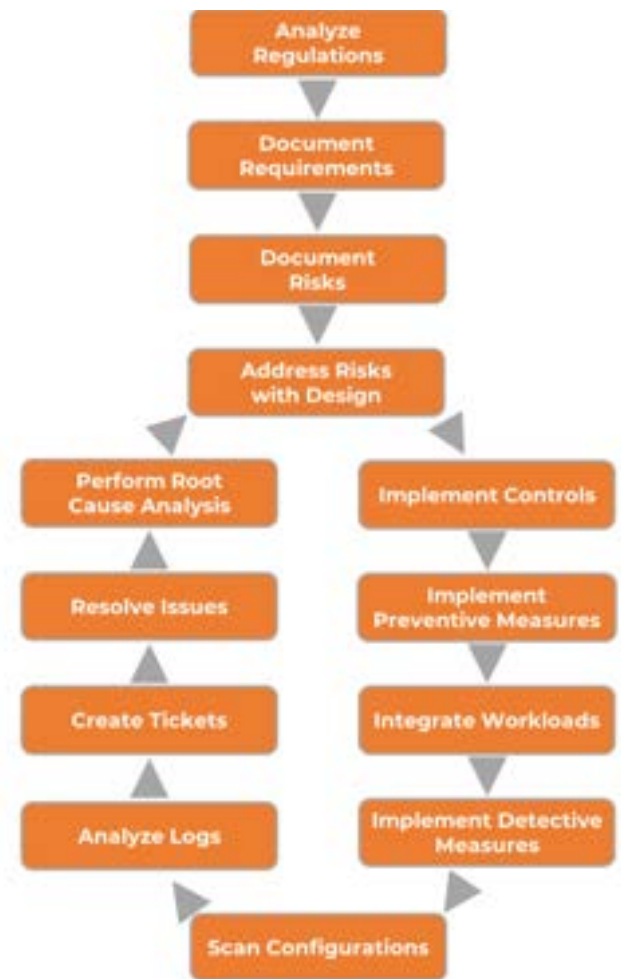 Analyze
Regulations
Document
Requirements
Document
Risks
Address Risks
with Design
Implement Controls
Implement
Preventive Measures
Integrate Workloads
Implement Detective
Measures
Scan Configurations
Analyze Logs
Create Tickets
Resolve Issues
Perform Root
Cause Analysis